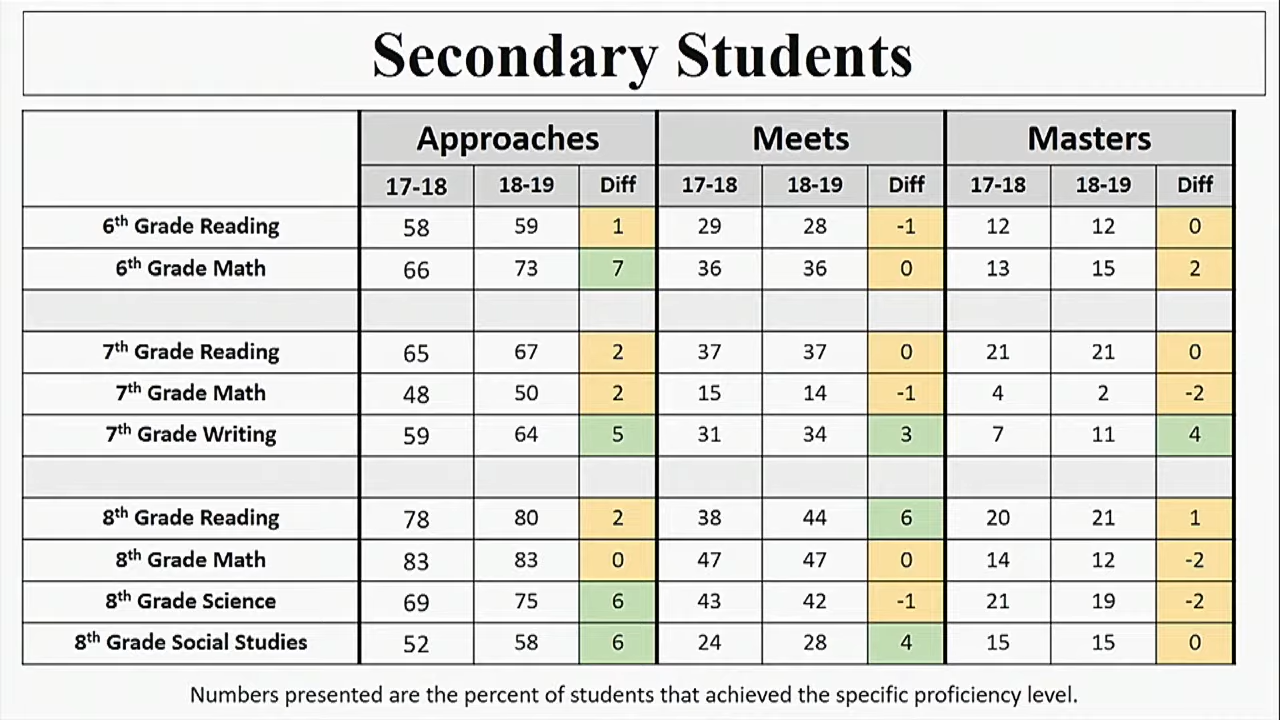 Secondary Students
Approaches Meets Masters
17-18 18-19 Diff 17-18 18-19 Diff 17-18 18-19 Diff
6th Grade Reading 58 59 1 29 28 -1 12 12 0
6th Grade Math 66 73 7 36 36 0 13 15 2
7th Grade Reading 65 67 2 37 37 0 21 21 0
7th Grade Math 48 50 2 15 14 -1 4 2 -2
7th Grade Writing 59 64 5 31 34 3 7 11 4
8th Grade Reading 78 80 2 38 44 6 20 21 1
8th Grade Math 83 83 0 47 47 0 14 12 -2
8th Grade Science 69 75 6 43 42 -1 21 19 -2
8th Grade Social Studies 52 58 6 24 28 4 15 15 0
Numbers presented are the percent of students that achieved the specific proficiency level.